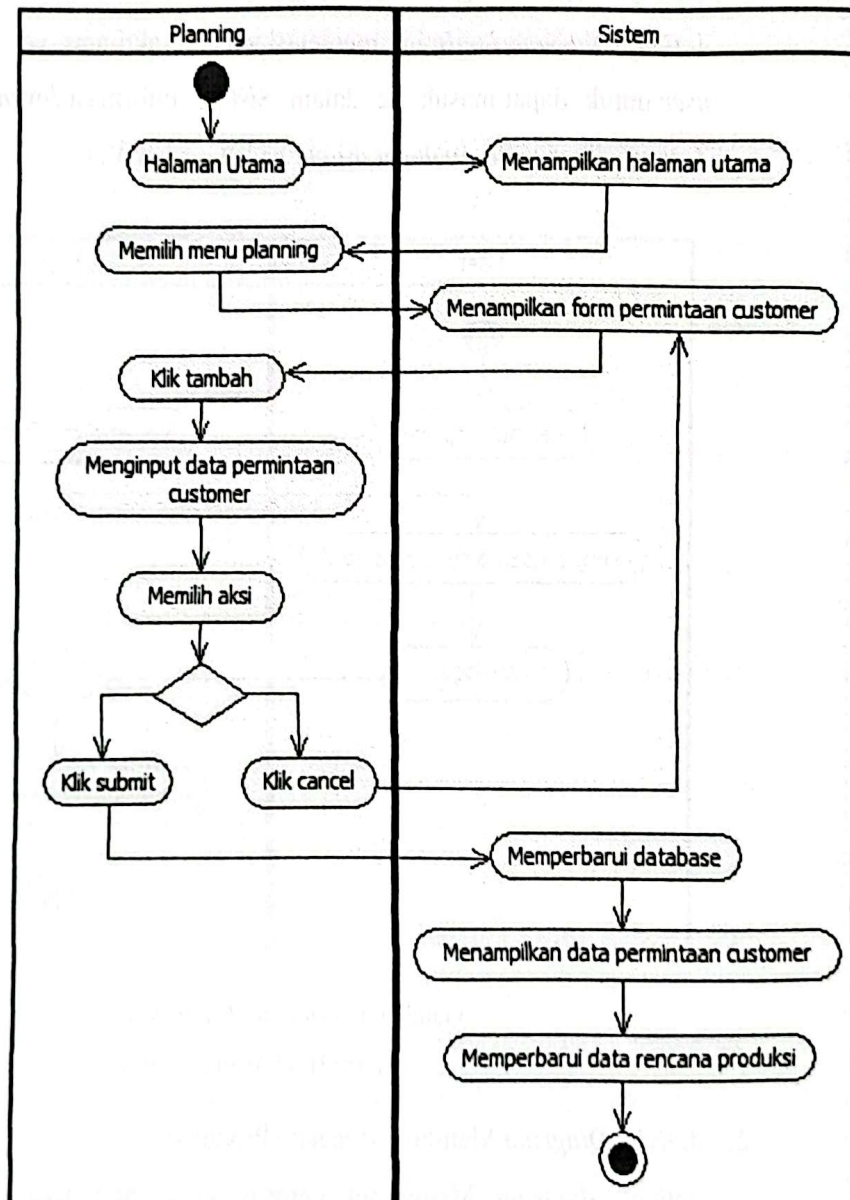 Planning
Sistem
Halaman Utama
Menampilkan halaman utama
Memilih menu planning
Menampilkan form permintaan customer
Klik tambah
Menginput data permintaan
customer
Memilih aksi
Klik submit
Klik cancel
Memperbarui database
Menampilkan data permintaan customer
Memperbarui data rencana produksi